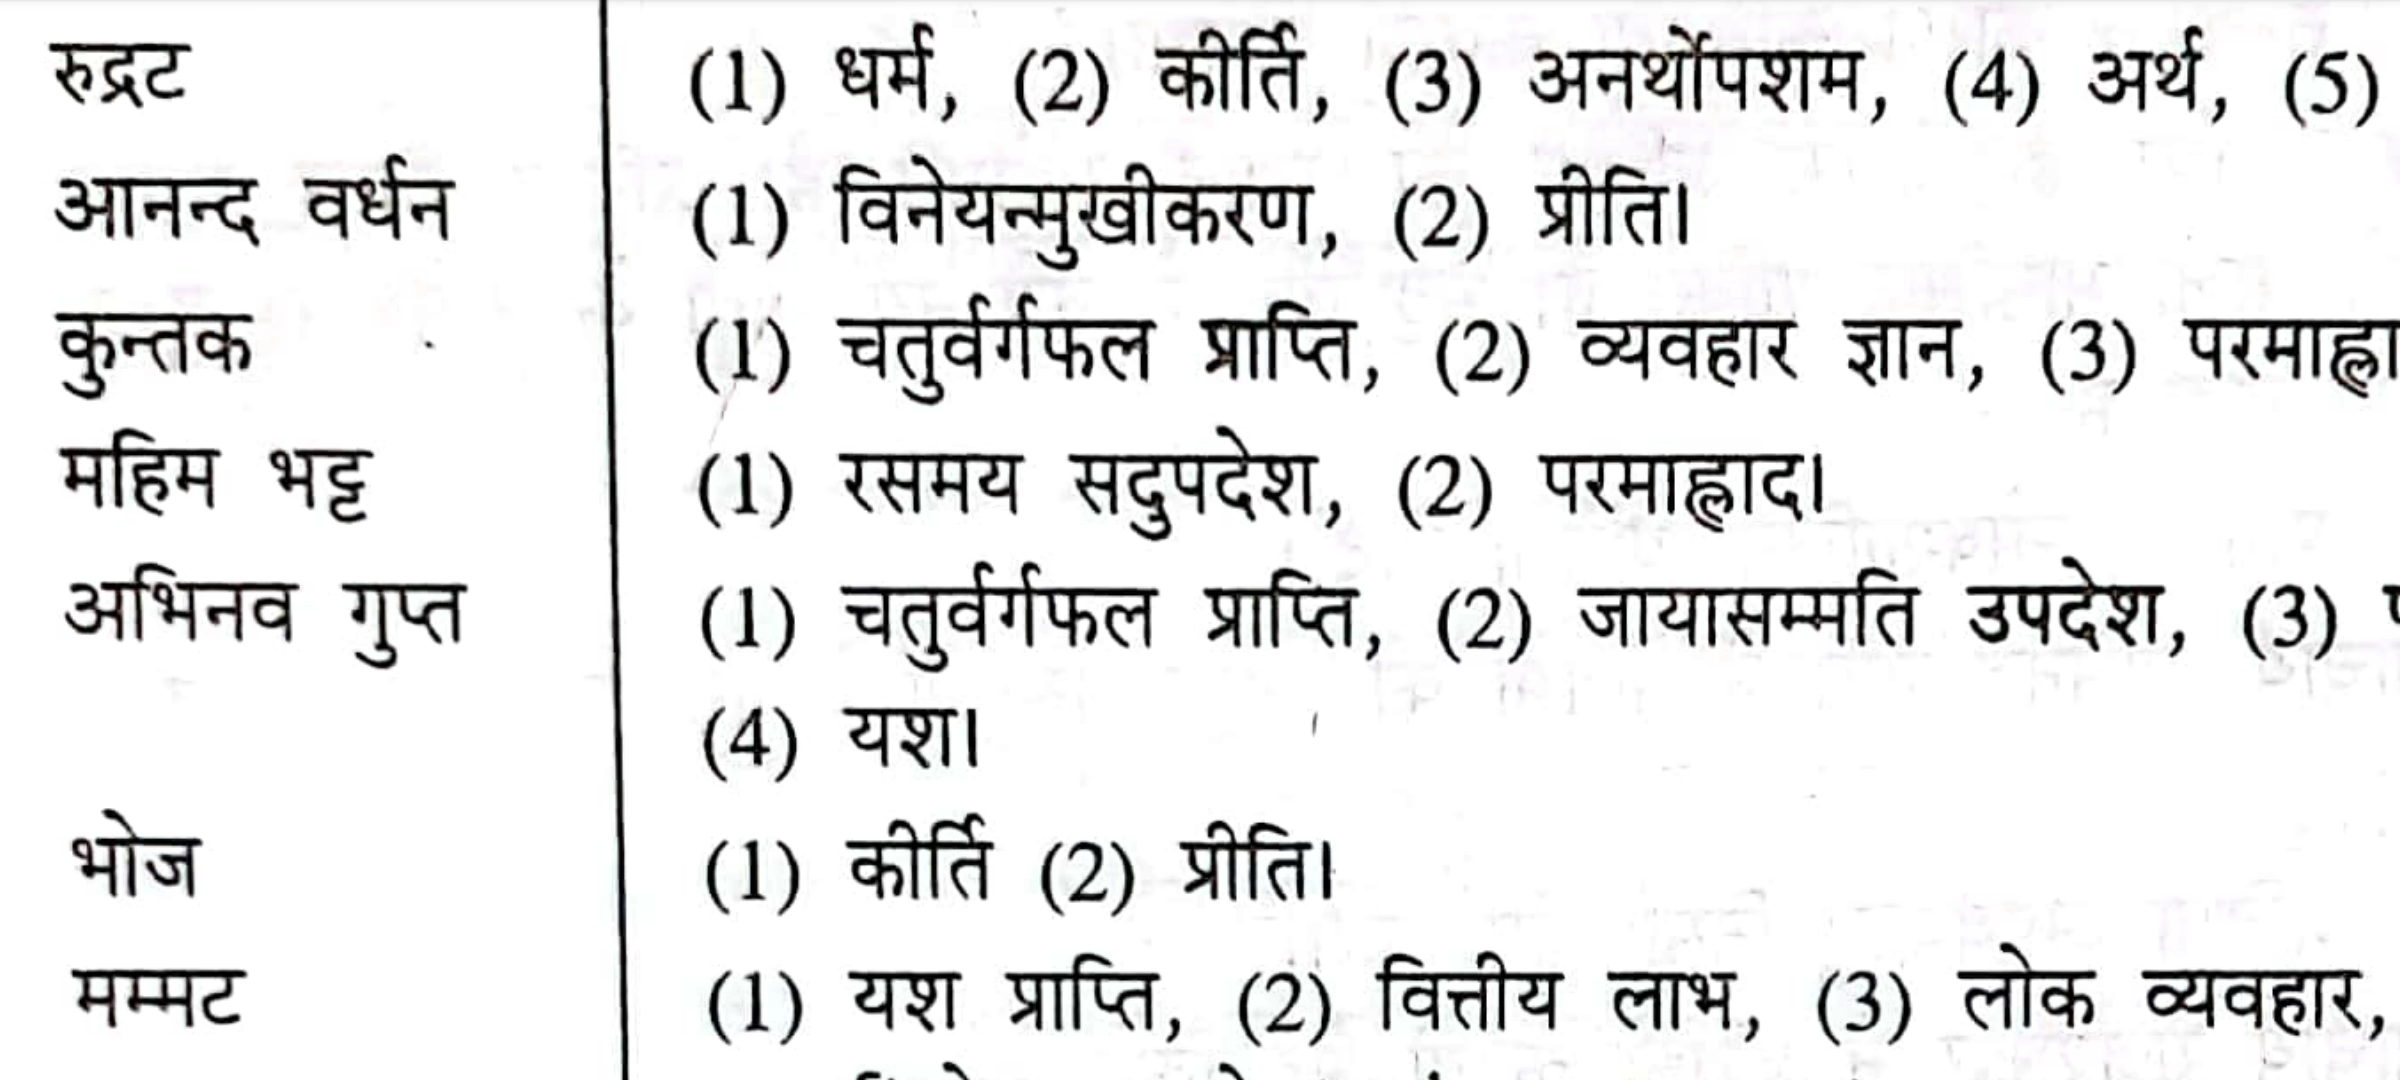 रुद्रट (1) धर्म, (2) कीर्ति, (3) अनर्थोपशम, (4) अर्थ, (5)
आनन्द वर्धन (1) विनेयन्मुखीकरण, (2) प्रीति।
कुन्तक (1) चतुर्वर्गफल प्राप्ति, (2) व्यवहार ज्ञान, (3) परमाह्ला
महिम भट्ट (1) रसमय सदुपदेश, (2) परमाह्लाद।
अभिनव गुप्त (1) चतुर्वर्गफल प्राप्ति, (2) जायासम्मति उपदेश, (3)
(4) यश।
भोज (1) कीर्ति (2) प्रीति।
मम्मट (1) यश प्राप्ति, (2) वित्तीय लाभ, (3) लोक व्यवहार,